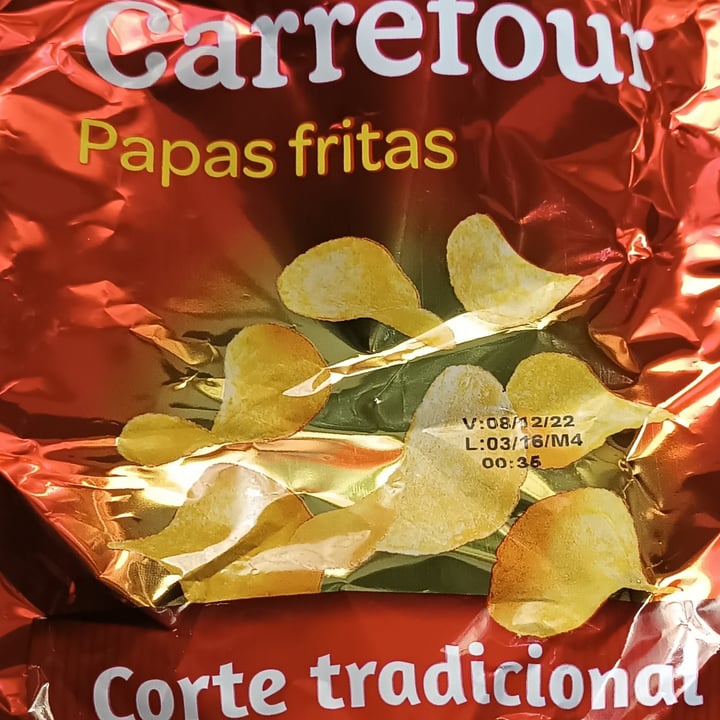 Carrefour
Papas fritas
V:08/12/22
L:03/16/M4
00:35
Corte tradicional